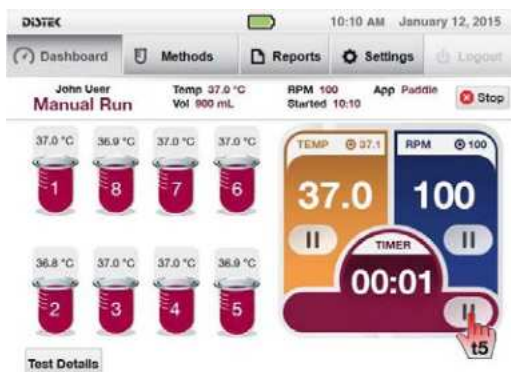 DISTEK 10:10 AM January 12, 2015
Dashboard Methods Reports Settings Logout
John User Temp 37.0 °C RPM 100 App Paddle Stop
Manual Run Vol 900 mL Started 10:10
37.0 °C 36.9 °C 37.0 °C 37.0 °C
1 8 7 6
36.8 °C 37.0 °C 37.0 °C 36.9 °C
2 3 4 5
TEMP 37.1 RPM 100
37.0 100
TIMER
00:01
t5
Test Details